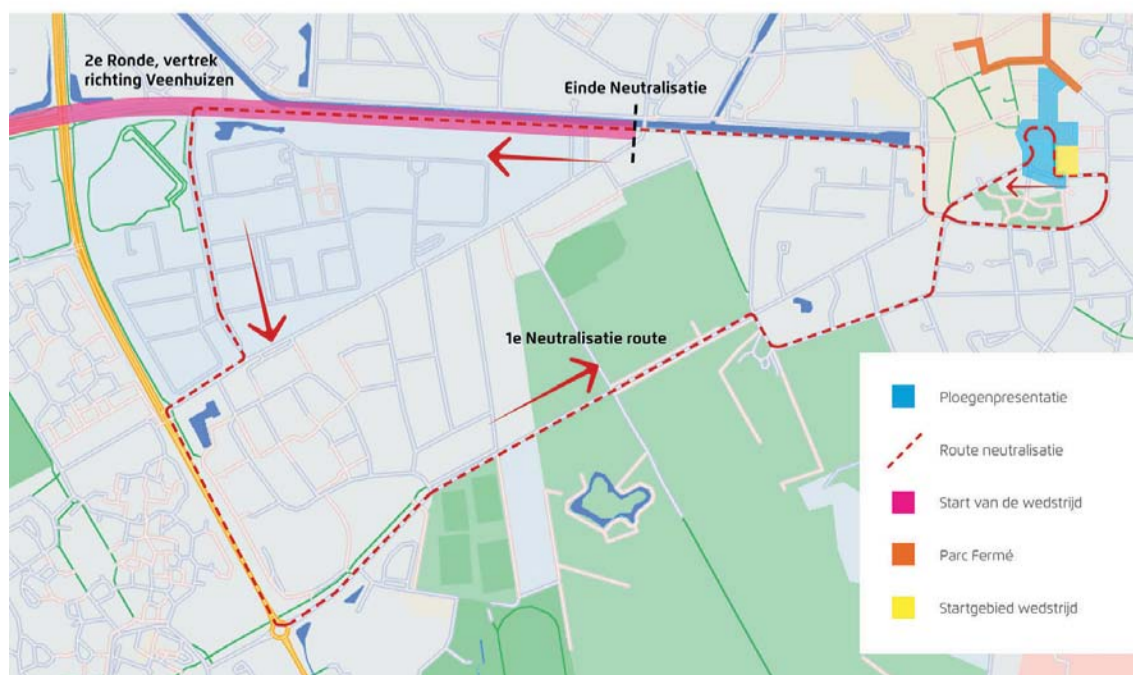 2e Ronde, vertrek
richting Veenhuizen
Einde Neutralisatie
1e Neutralisatie route
Ploegenpresentatie
Route neutralisatie
Start van de wedstrijd
Parc Fermé
Startgebied wedstrijd